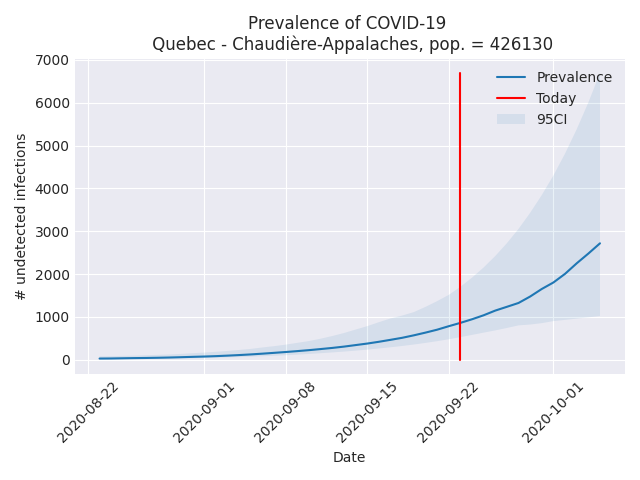 Prevalence of COVID-19
Quebec - Chaudière-Appalaches, pop. = 426130
7000
6000
5000
4000
3000
2000
1000
0
# undetected infections
Prevalence
Today
95CI
2020-08-22
2020-09-01
2020-09-08
2020-09-15
2020-09-22
2020-10-01
Date